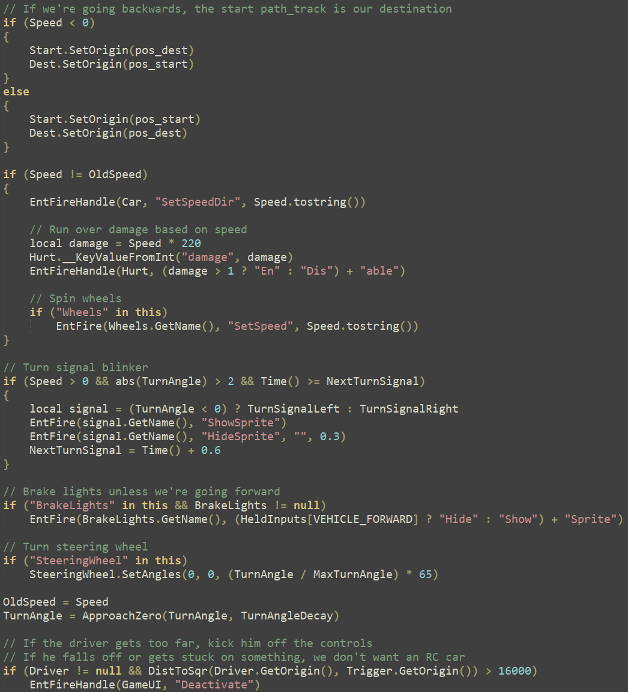 // If we're going backwards, the start path_track is our destination
if (Speed < 0)
{
    Start.SetOrigin(pos_dest)
    Dest.SetOrigin(pos_start)
}
else
{
    Start.SetOrigin(pos_start)
    Dest.SetOrigin(pos_dest)
}

if (Speed != OldSpeed)
{
    EntFireHandle(Car, "SetSpeedDir", Speed.tostring())

    // Run over damage based on speed
    local damage = Speed * 220
    Hurt.__KeyValueFromInt("damage", damage)
    EntFireHandle(Hurt, (damage > 1 ? "En" : "Dis") + "able")

    // Spin wheels
    if ("Wheels" in this)
        EntFire(Wheels.GetName(), "SetSpeed", Speed.tostring())
}

// Turn signal blinker
if (Speed > 0 && abs(TurnAngle) > 2 && Time() >= NextTurnSignal)
{
    local signal = (TurnAngle < 0) ? TurnSignalLeft : TurnSignalRight
    EntFire(signal.GetName(), "ShowSprite")
    EntFire(signal.GetName(), "HideSprite", "", 0.3)
    NextTurnSignal = Time() + 0.6
}

// Brake lights unless we're going forward
if ("BrakeLights" in this && BrakeLights != null)
    EntFire(BrakeLights.GetName(), (HeldInputs[VEHICLE_FORWARD] ? "Hide" : "Show") + "Sprite")

// Turn steering wheel
if ("SteeringWheel" in this)
    SteeringWheel.SetAngles(0, 0, (TurnAngle / MaxTurnAngle) * 65)

OldSpeed = Speed
TurnAngle = ApproachZero(TurnAngle, TurnAngleDecay)

// If the driver gets too far, kick him off the controls
// If he falls off or gets stuck on something, we don't want an RC car
if (Driver != null && DistToSqr(Driver.GetOrigin(), Trigger.GetOrigin()) > 16000)
    EntFireHandle(GameUI, "Deactivate")